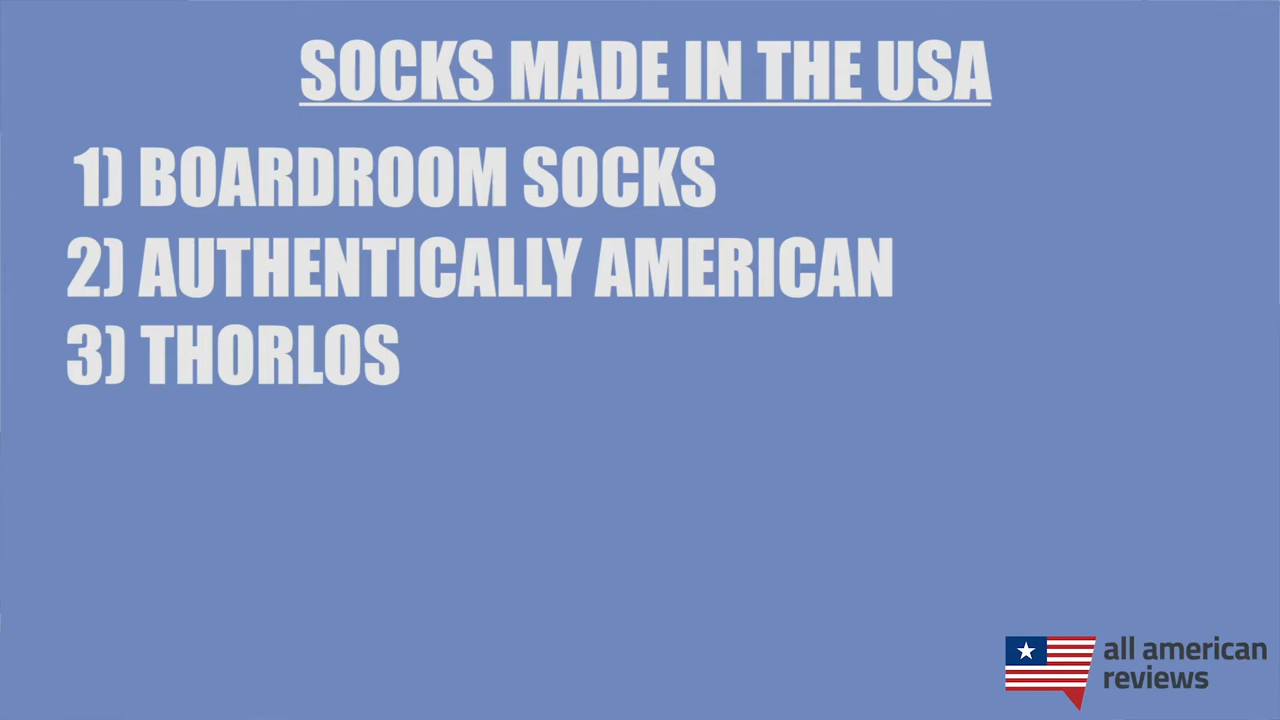 SOCKS MADE IN THE USA
1) BOARDROOM SOCKS
2) AUTHENTICALLY AMERICAN
3) THORLOS
all american
reviews